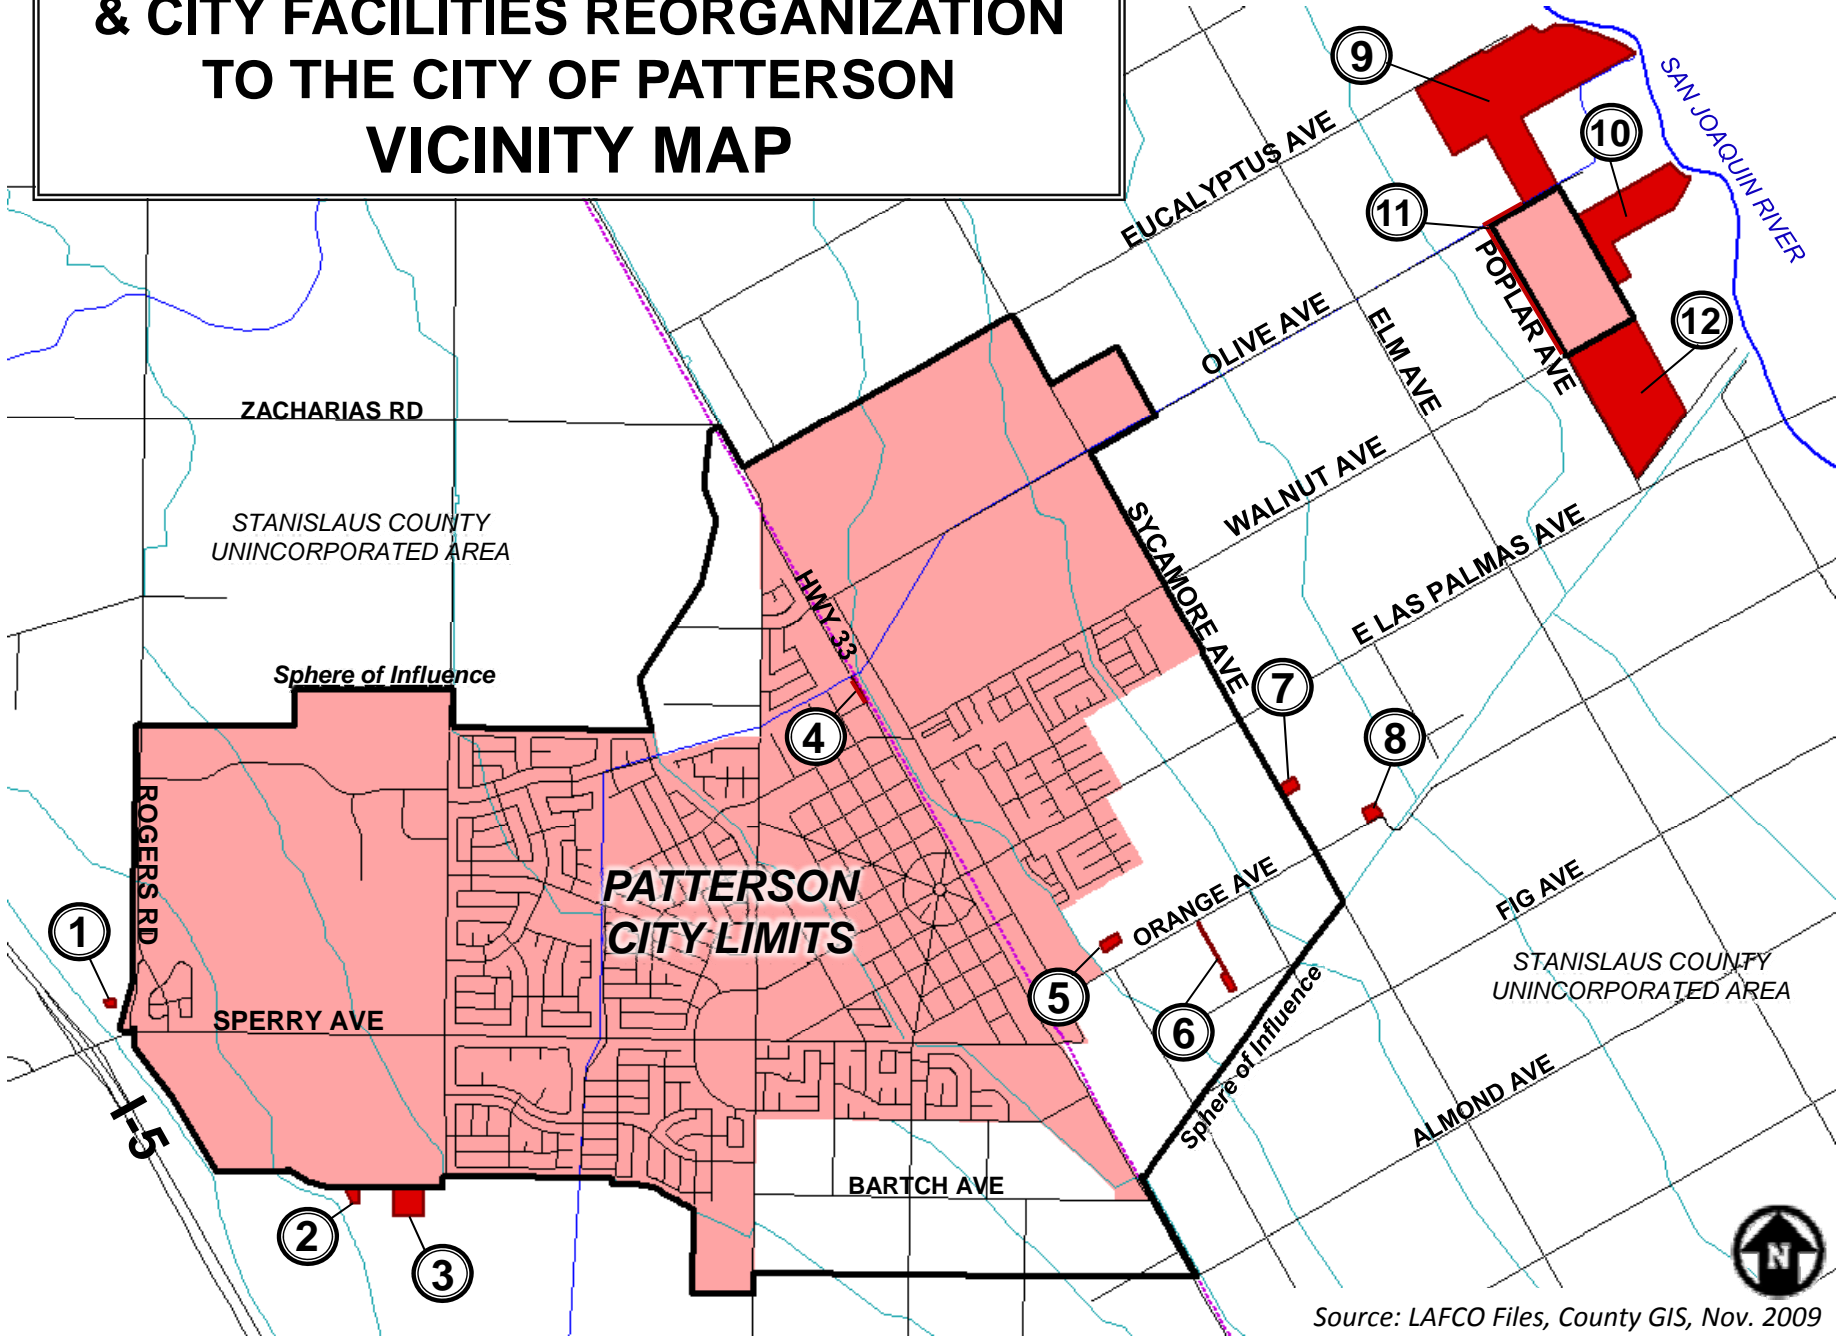 & CITY FACILITIES REORGANIZATION
TO THE CITY OF PATTERSON
VICINITY MAP
9
SAN JOAQUIN RIVER
10
EUCALYPTUS AVE
11
POPLAR AVE
12
OLIVE AVE
ELM AVE
ZACHARIAS RD
WALNUT AVE
STANISLAUS COUNTY
UNINCORPORATED AREA
SYCAMORE AVE
E LAS PALMAS AVE
HWY 33
Sphere of Influence
7
4
8
ROGERS RD
PATTERSON
CITY LIMITS
ORANGE AVE
FIG AVE
1
5
6
STANISLAUS COUNTY
UNINCORPORATED AREA
SPERRY AVE
Sphere of Influence
I-5
ALMOND AVE
BARTCH AVE
2
3
N
Source: LAFCO Files, County GIS, Nov. 2009